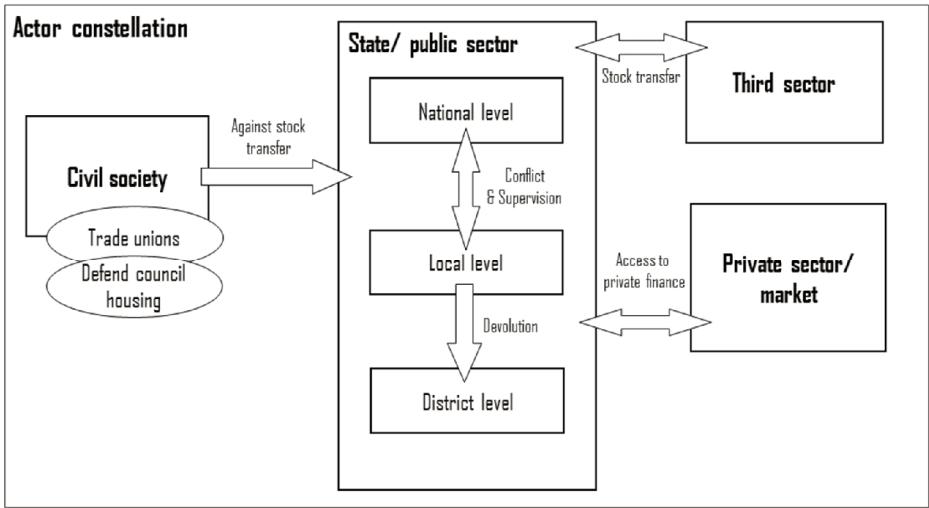 Actor constellation
Civil society
Trade unions
Defend council
housing
Against stock
transfer
State/ public sector
National level
Conflict
& Supervision
Local level
Devolution
District level
Stock transfer
Third sector
Access to
private finance
Private sector/
market